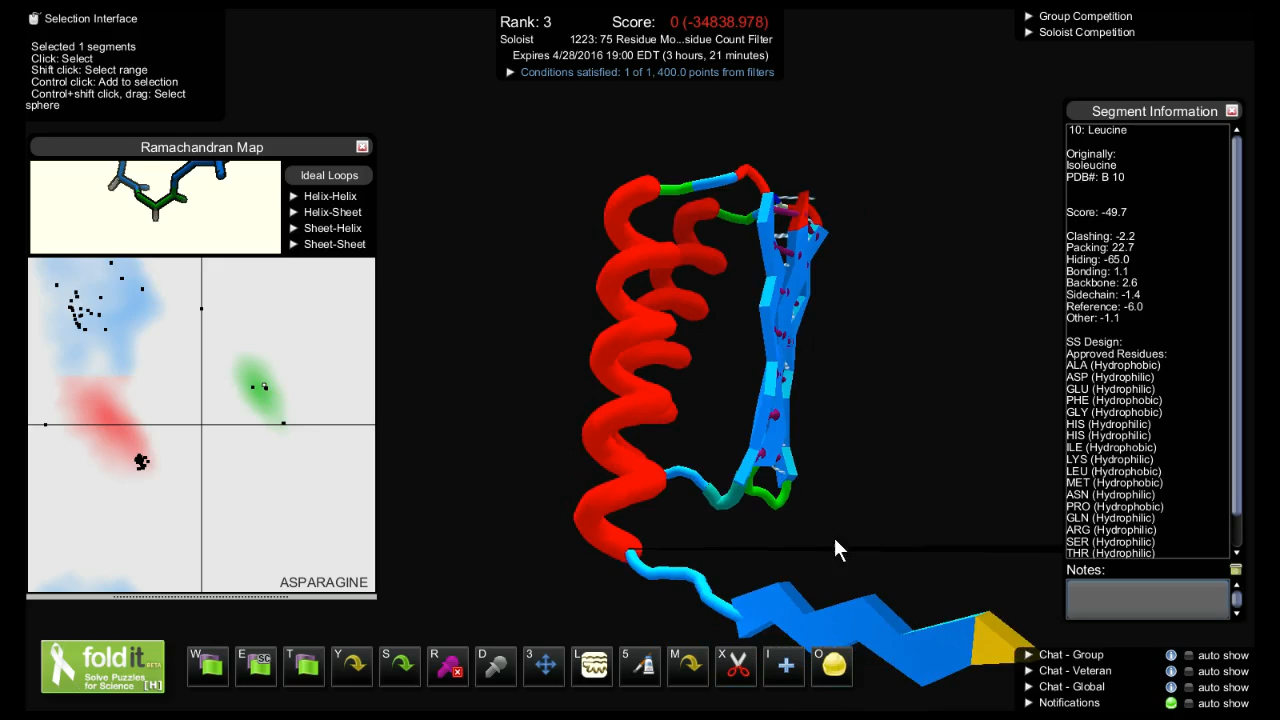 Selection Interface
Selected 1 segments
Click: Select
Shift click: Select range
Control click: Add to selection
Control+shift click, drag: Select
sphere
Rank: 3 Score: 0 (-34838.978)
Soloist 1223: 75 Residue Mo...sidue Count Filter
Expires 4/28/2016 19:00 EDT (3 hours, 21 minutes)
Conditions satisfied: 1 of 1, 400.0 points from filters
Group Competition
Soloist Competition
Ramachandran Map
Ideal Loops
Helix-Helix
Helix-Sheet
Sheet-Helix
Sheet-Sheet
ASPARAGINE
Segment Information
10: Leucine
Originally:
Isoleucine
PDB#: B 10
Score: -49.7
Clashing: -2.2
Packing: 22.7
Hiding: -65.0
Bonding: 1.1
Backbone: 2.6
Sidechain: -1.4
Reference: -6.0
Other: -1.1
SS Design:
Approved Residues:
ALA (Hydrophobic)
ASP (Hydrophilic)
GLU (Hydrophilic)
PHE (Hydrophobic)
GLY (Hydrophobic)
HIS (Hydrophilic)
HIS (Hydrophilic)
ILE (Hydrophobic)
LYS (Hydrophilic)
LEU (Hydrophobic)
MET (Hydrophobic)
ASN (Hydrophilic)
PRO (Hydrophobic)
GLN (Hydrophilic)
ARG (Hydrophilic)
SER (Hydrophilic)
THR (Hydrophilic)
Notes:
foldit BETA
Solve Puzzles
for Science [H]
W E SC T Y S R D 3 L 5 M X I O
Chat - Group auto show
Chat - Veteran auto show
Chat - Global auto show
Notifications auto show